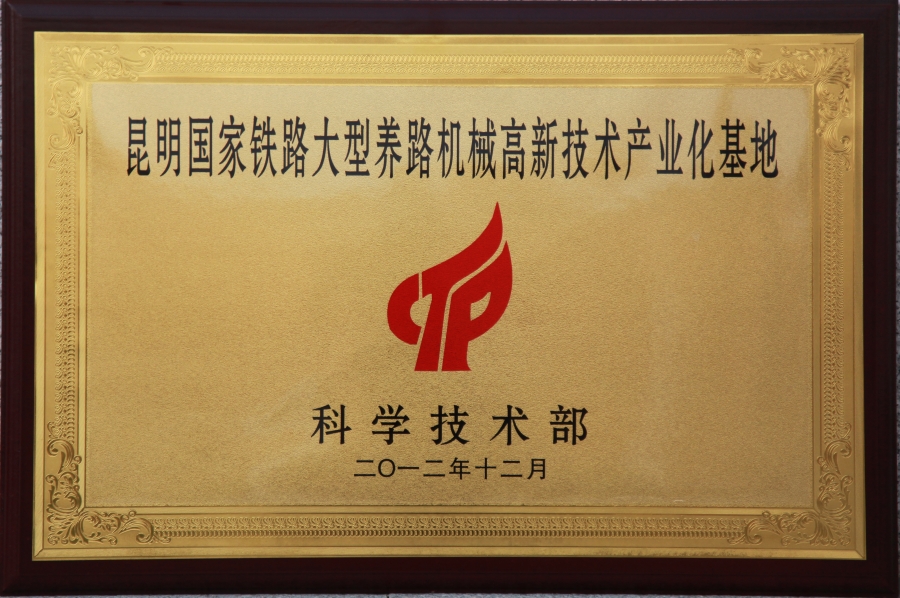 昆明国家铁路大型养路机械高新技术产业化基地
CTP
科学技术部
二〇一二年十二月